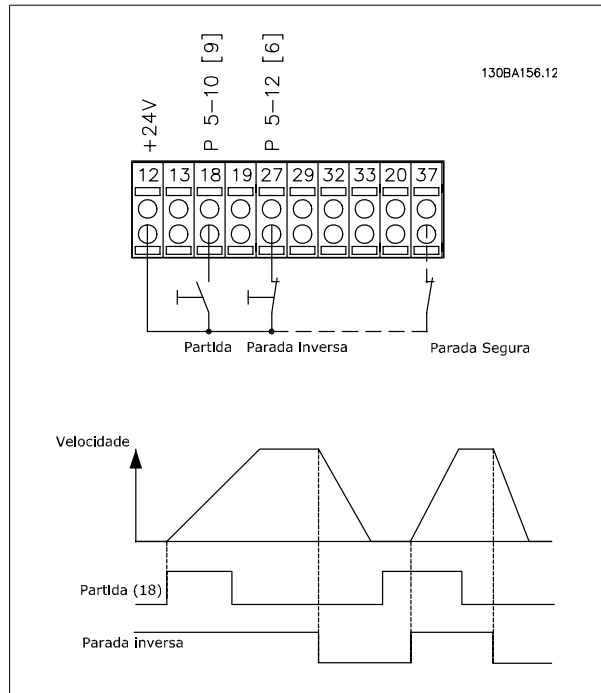 130BA156.12
+24V
P 5-10 [9]
P 5-12 [6]
12 13 18 19 27 29 32 33 20 37
Partida
Parada Inversa
Parada Segura
Velocidade
Partida (18)
Parada inversa